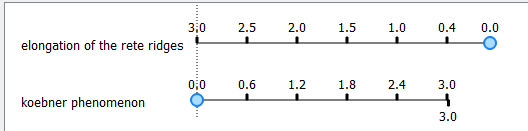 3.0 2.5 2.0 1.5 1.0 0.4 0.0
elongation of the rete ridges
0.0 0.6 1.2 1.8 2.4 3.0
koebner phenomenon
3.0